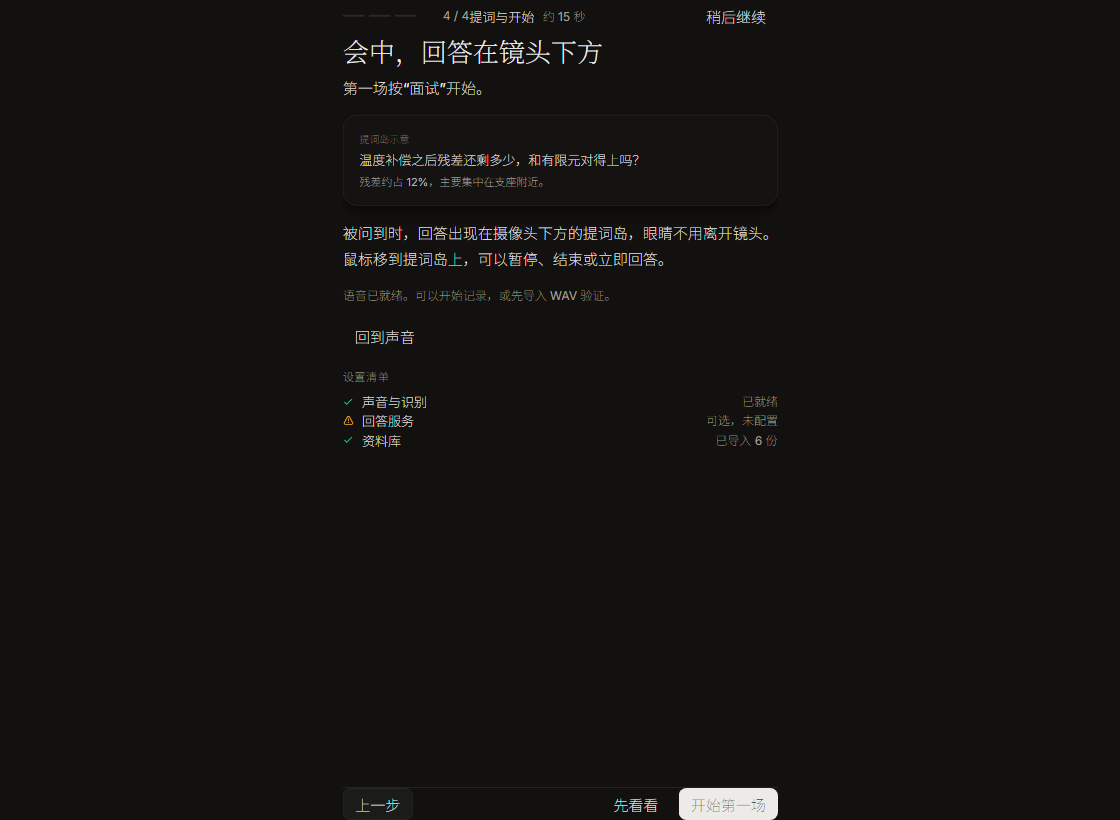 4 / 4提词与开始 约 15 秒 稍后继续
会中，回答在镜头下方
第一场按“面试”开始。
提词岛示意
温度补偿之后残差还剩多少，和有限元对得上吗？
残差约占 12%，主要集中在支座附近。
被问到时，回答出现在摄像头下方的提词岛，眼睛不用离开镜头。
鼠标移到提词岛上，可以暂停、结束或立即回答。
语音已就绪。可以开始记录，或先导入 WAV 验证。
回到声音
设置清单
声音与识别 已就绪
回答服务 可选，未配置
资料库 已导入 6 份
上一步 先看看 开始第一场